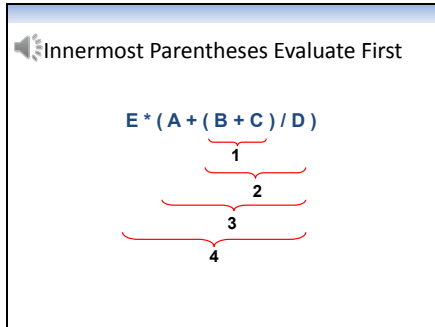 Innermost Parentheses Evaluate First
E * ( A + ( B + C ) / D )
1
2
3
4